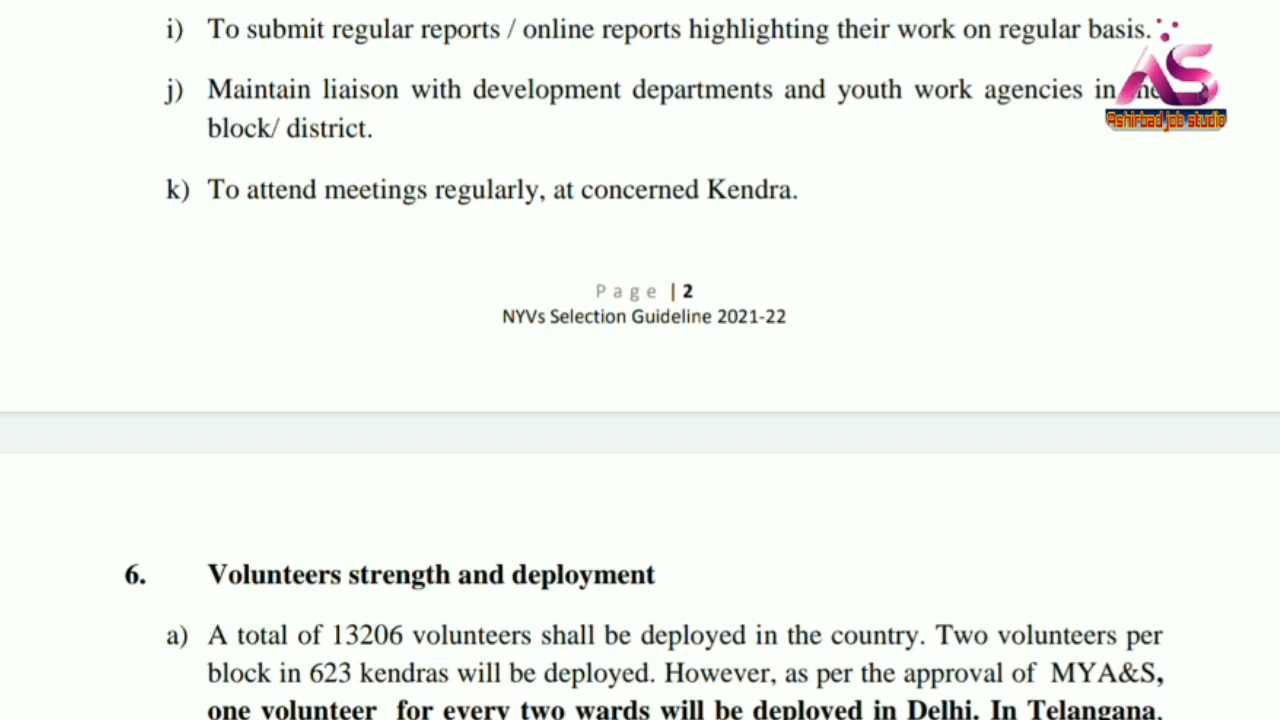 i) To submit regular reports / online reports highlighting their work on regular basis.
j) Maintain liaison with development departments and youth work agencies in
block/ district.
AS
Ashirbad job studio
k) To attend meetings regularly, at concerned Kendra.
Page | 2
NYVs Selection Guideline 2021-22
6. Volunteers strength and deployment
a) A total of 13206 volunteers shall be deployed in the country. Two volunteers per
block in 623 kendras will be deployed. However, as per the approval of MYA&S,
one volunteer for every two wards will be deployed in Delhi. In Telangana,